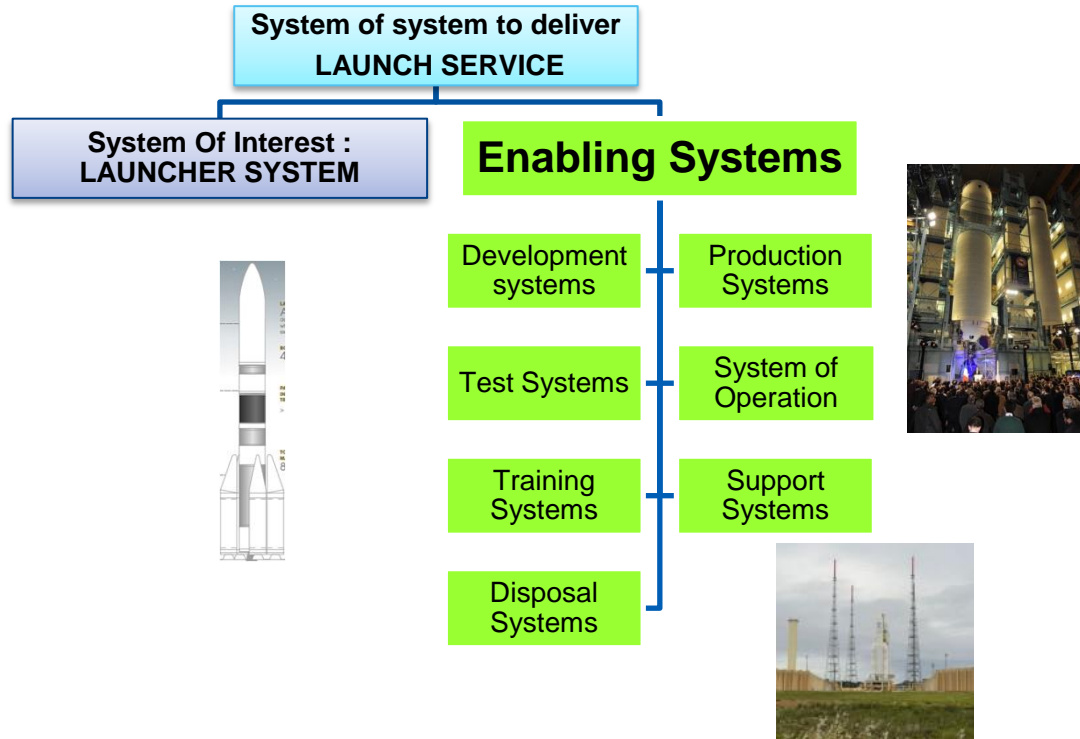 System of system to deliver
LAUNCH SERVICE
System Of Interest :
LAUNCHER SYSTEM
Enabling Systems
Development
systems
Production
Systems
Test Systems
System of
Operation
Training
Systems
Support
Systems
Disposal
Systems